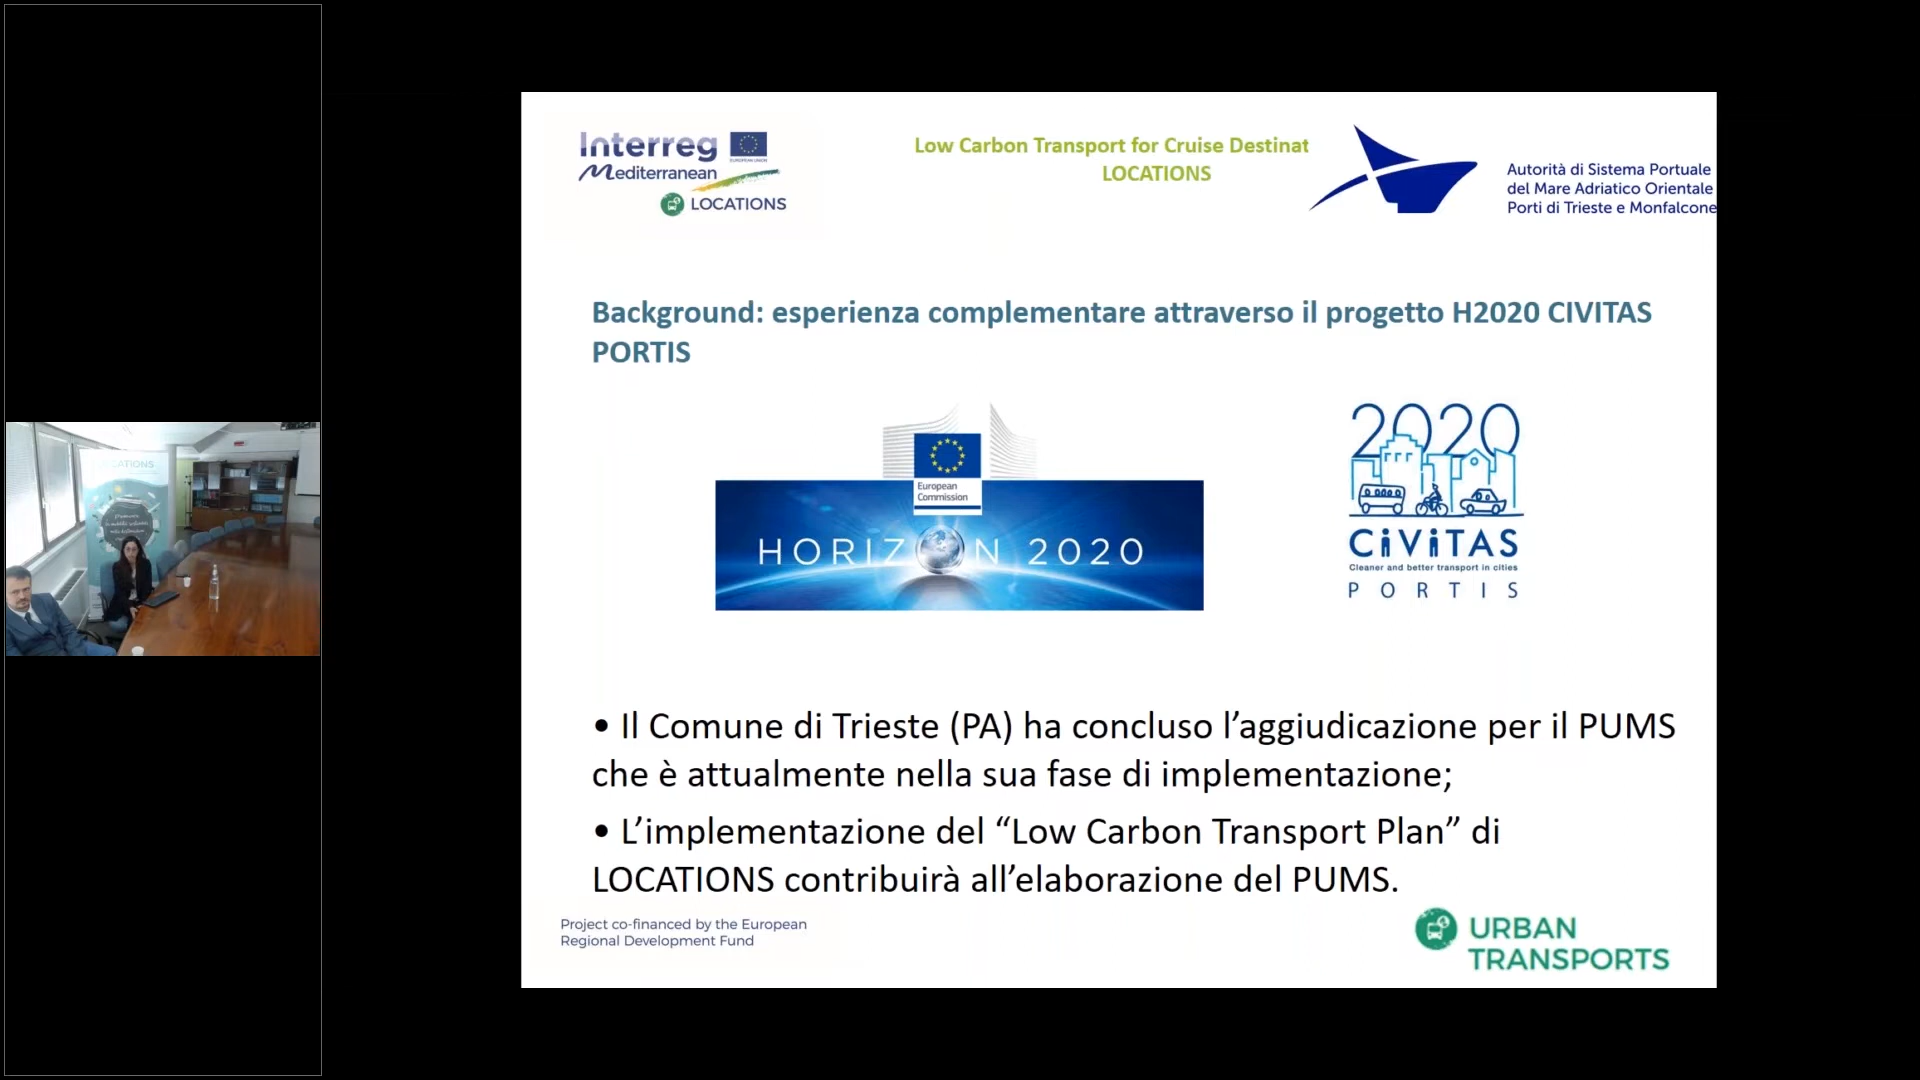 Interreg
EUROPEAN UNION
Mediterranean
LOCATIONS
Low Carbon Transport for Cruise Destinat
LOCATIONS
Autorità di Sistema Portuale
del Mare Adriatico Orientale
Porti di Trieste e Monfalcone
Background: esperienza complementare attraverso il progetto H2020 CIVITAS
PORTIS
European
Commission
HORIZON 2020
2020
CiViTAS
Cleaner and better transport in cities
PORTIS
• Il Comune di Trieste (PA) ha concluso l’aggiudicazione per il PUMS
che è attualmente nella sua fase di implementazione;
• L’implementazione del “Low Carbon Transport Plan” di
LOCATIONS contribuirà all’elaborazione del PUMS.
Project co-financed by the European
Regional Development Fund
URBAN
TRANSPORTS